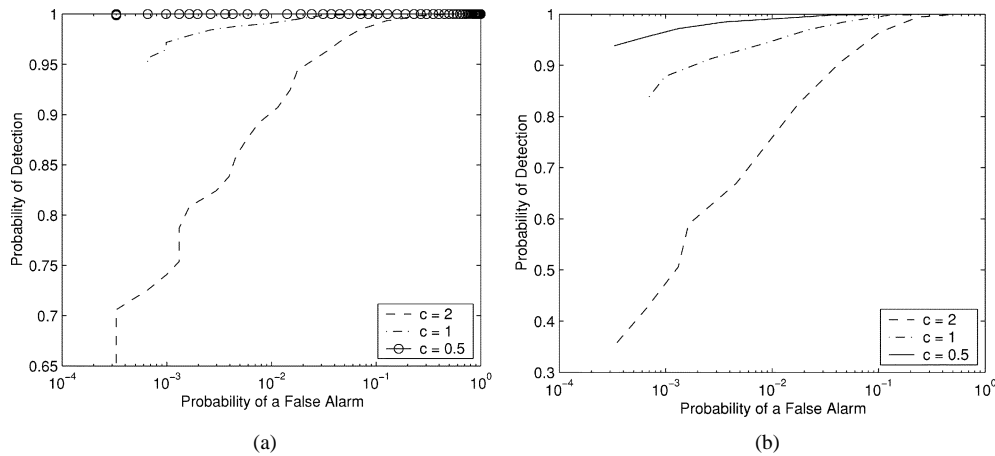 1
0.95
0.9
0.85
0.8
0.75
0.7
0.65
10^-4
10^-3
10^-2
10^-1
10^0
Probability of Detection
Probability of a False Alarm
c = 2
c = 1
c = 0.5
(a)
1
0.9
0.8
0.7
0.6
0.5
0.4
0.3
10^-4
10^-3
10^-2
10^-1
10^0
Probability of Detection
Probability of a False Alarm
c = 2
c = 1
c = 0.5
(b)